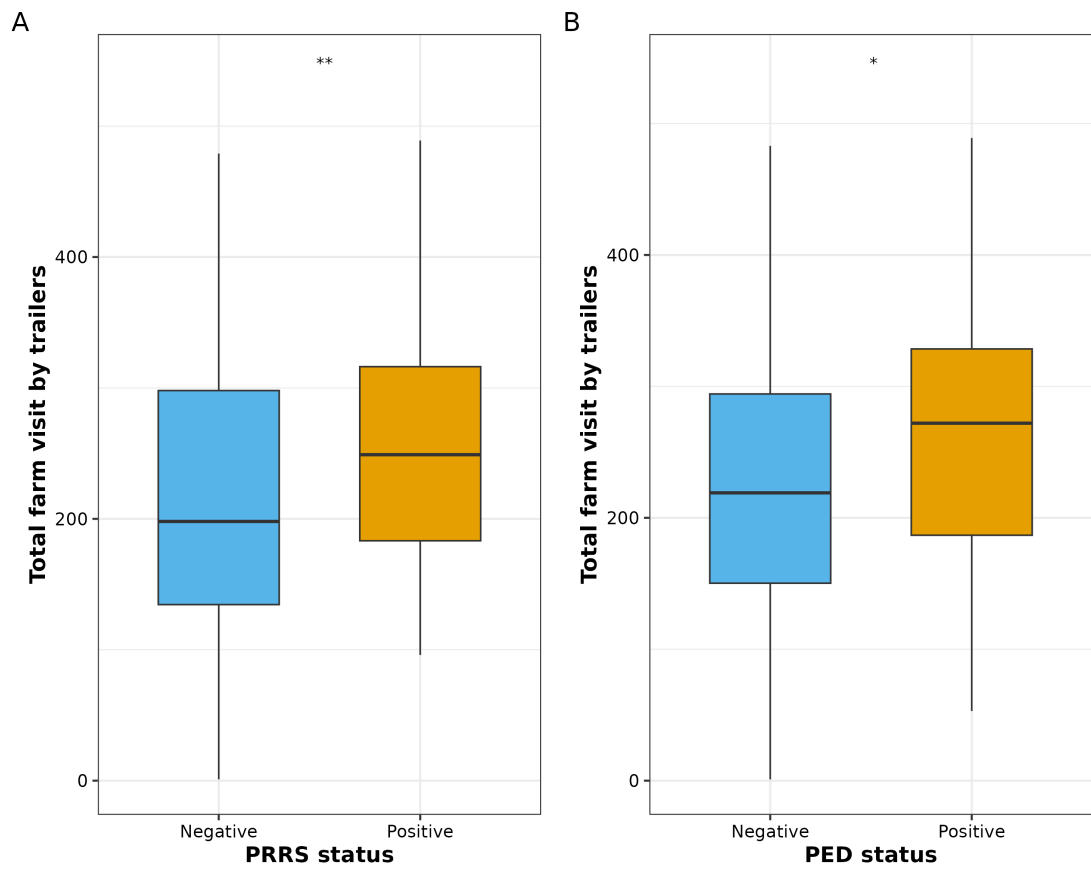 A
**
Total farm visit by trailers
400
200
0
Negative Positive
PRRS status
B
*
Total farm visit by trailers
400
200
0
Negative Positive
PED status